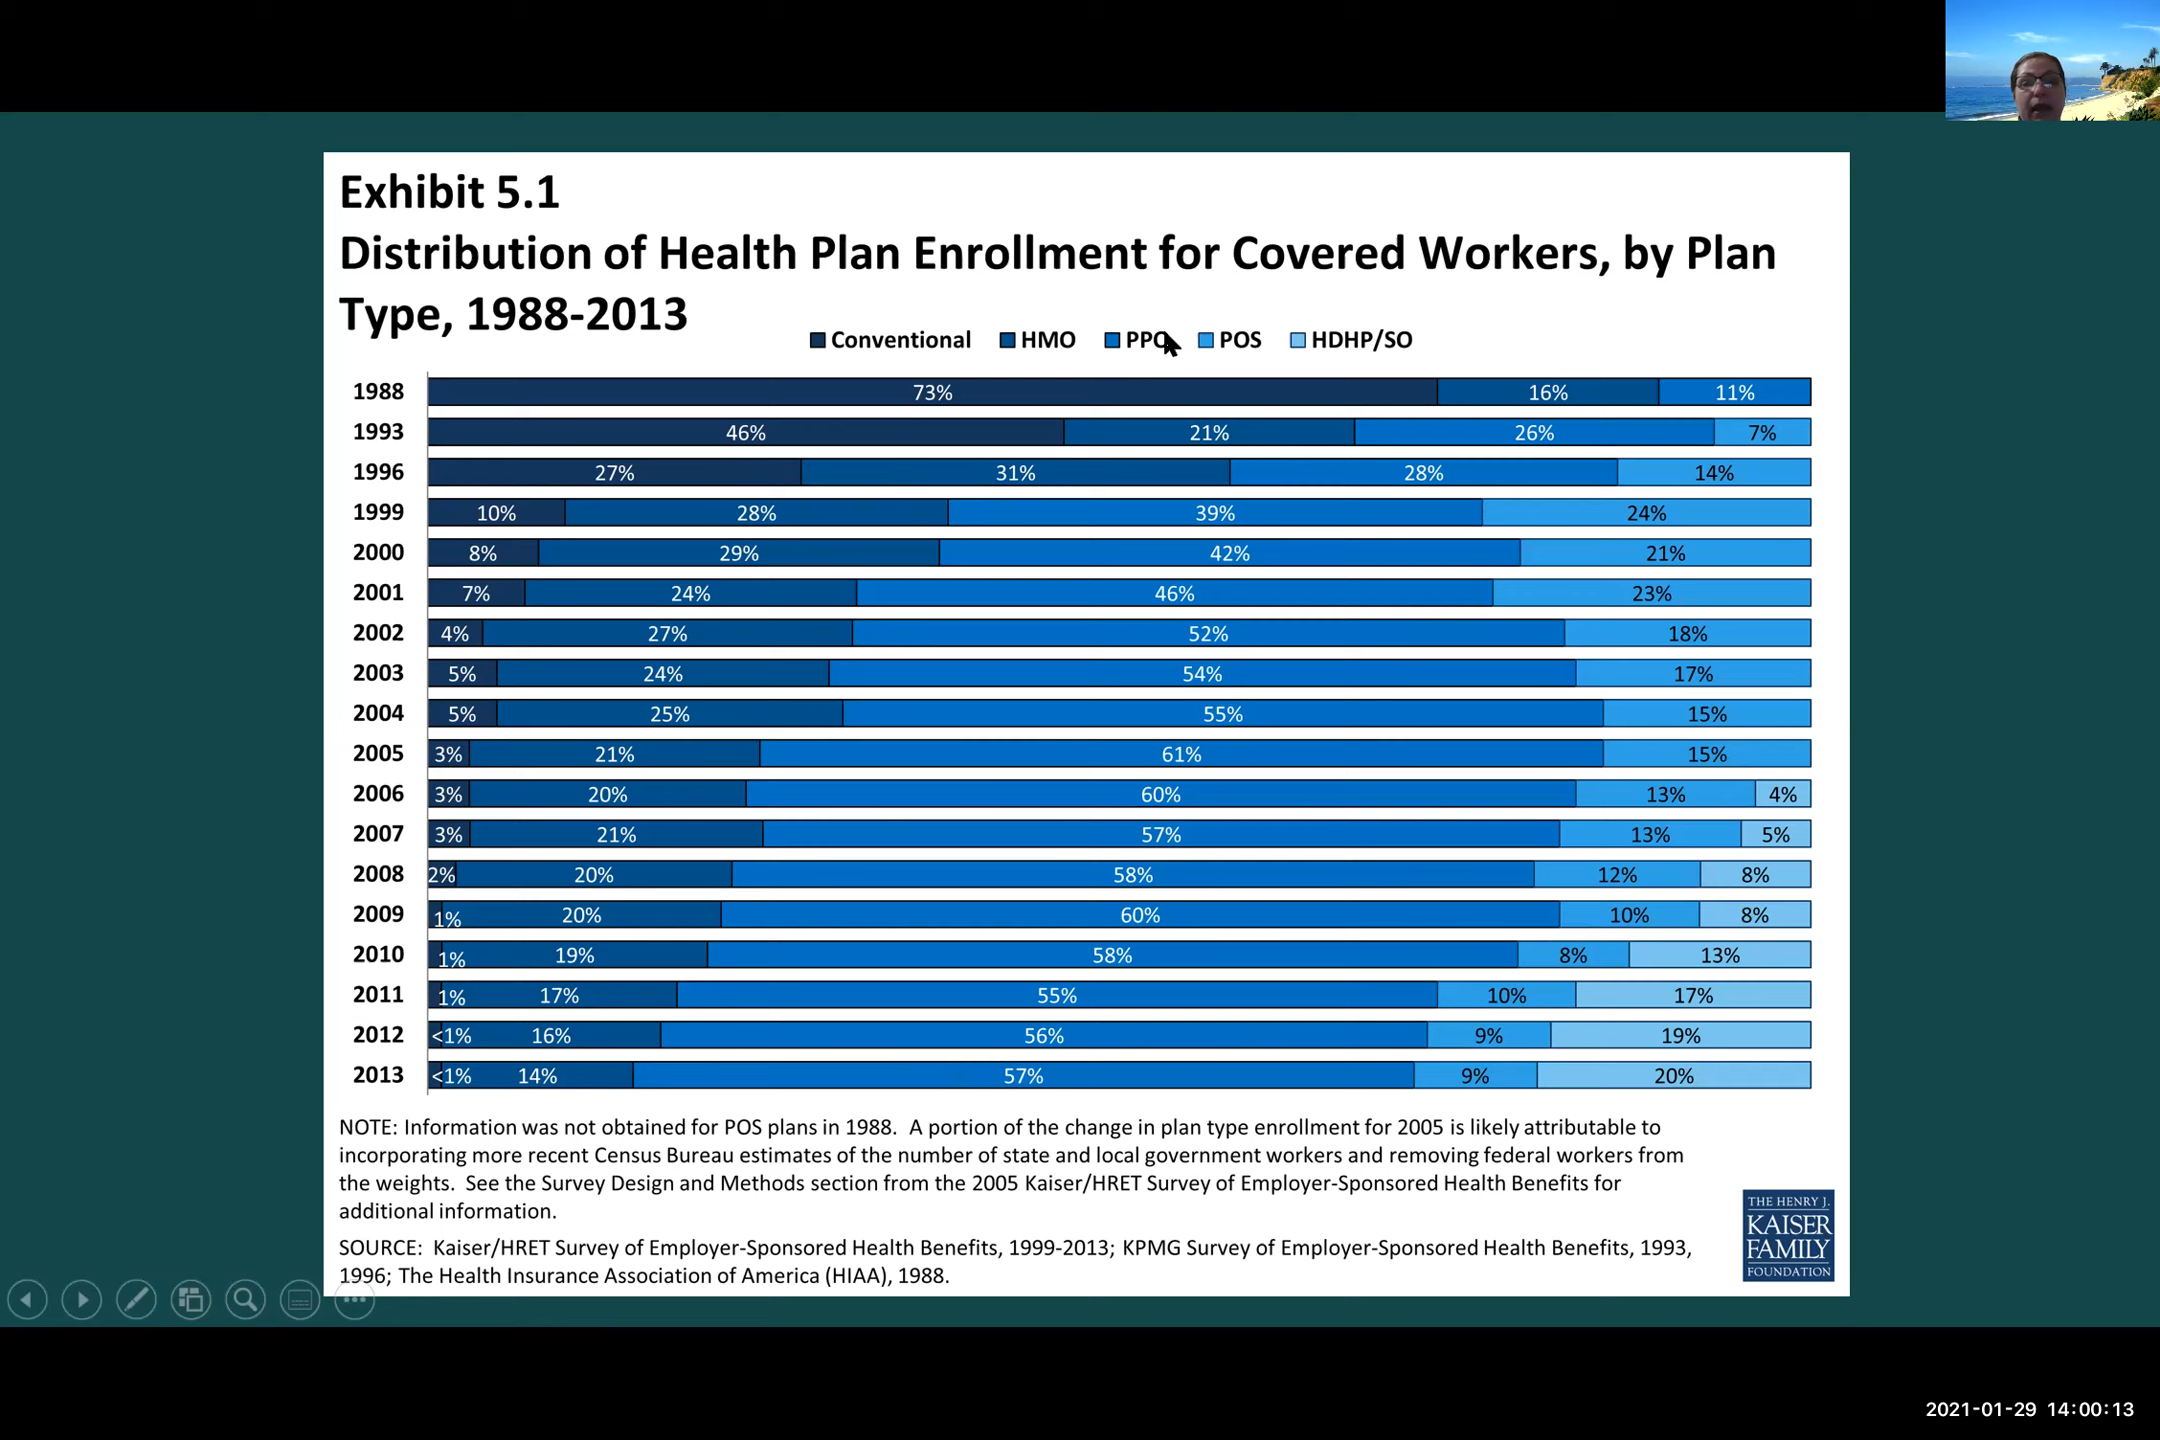 Exhibit 5.1
Distribution of Health Plan Enrollment for Covered Workers, by Plan
Type, 1988-2013
Conventional HMO PPO POS HDHP/SO
1988 73% 16% 11%
1993 46% 21% 26% 7%
1996 27% 31% 28% 14%
1999 10% 28% 39% 24%
2000 8% 29% 42% 21%
2001 7% 24% 46% 23%
2002 4% 27% 52% 18%
2003 5% 24% 54% 17%
2004 5% 25% 55% 15%
2005 3% 21% 61% 15%
2006 3% 20% 60% 13% 4%
2007 3% 21% 57% 13% 5%
2008 2% 20% 58% 12% 8%
2009 1% 20% 60% 10% 8%
2010 1% 19% 58% 8% 13%
2011 1% 17% 55% 10% 17%
2012 <1% 16% 56% 9% 19%
2013 <1% 14% 57% 9% 20%
NOTE: Information was not obtained for POS plans in 1988. A portion of the change in plan type enrollment for 2005 is likely attributable to
incorporating more recent Census Bureau estimates of the number of state and local government workers and removing federal workers from
the weights. See the Survey Design and Methods section from the 2005 Kaiser/HRET Survey of Employer-Sponsored Health Benefits for
additional information.
SOURCE: Kaiser/HRET Survey of Employer-Sponsored Health Benefits, 1999-2013; KPMG Survey of Employer-Sponsored Health Benefits, 1993,
1996; The Health Insurance Association of America (HIAA), 1988.
THE HENRY J.
KAISER
FAMILY
FOUNDATION
2021-01-29 14:00:13